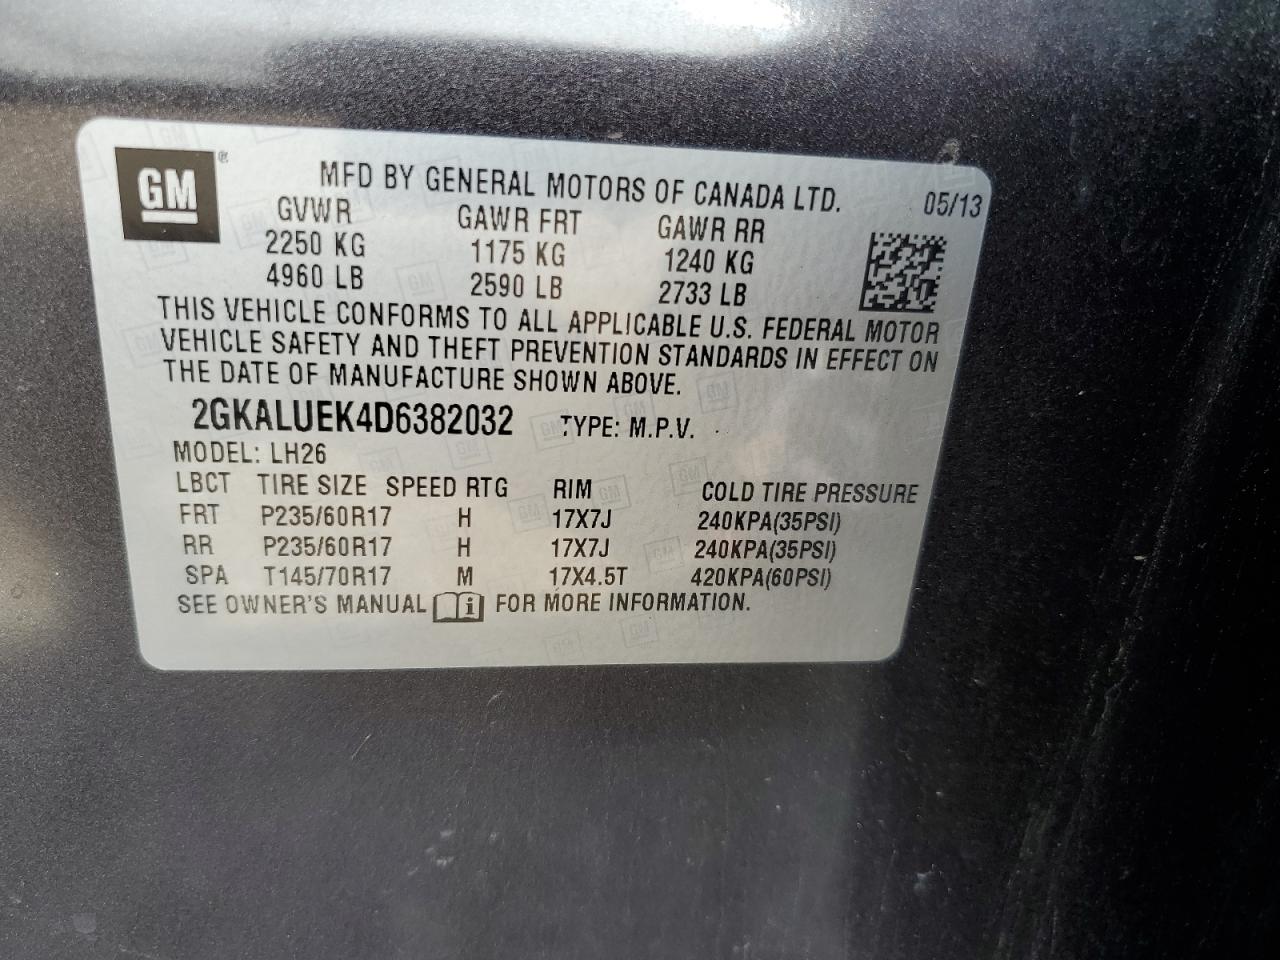 GM ®
MFD BY GENERAL MOTORS OF CANADA LTD. 05/13
GVWR GAWR FRT GAWR RR
2250 KG 1175 KG 1240 KG
4960 LB 2590 LB 2733 LB
THIS VEHICLE CONFORMS TO ALL APPLICABLE U.S. FEDERAL MOTOR
VEHICLE SAFETY AND THEFT PREVENTION STANDARDS IN EFFECT ON
THE DATE OF MANUFACTURE SHOWN ABOVE.
2GKALUEK4D6382032 TYPE: M.P.V.
MODEL: LH26
LBCT TIRE SIZE SPEED RTG RIM COLD TIRE PRESSURE
FRT P235/60R17 H 17X7J 240KPA(35PSI)
RR P235/60R17 H 17X7J 240KPA(35PSI)
SPA T145/70R17 M 17X4.5T 420KPA(60PSI)
SEE OWNER'S MANUAL i FOR MORE INFORMATION.